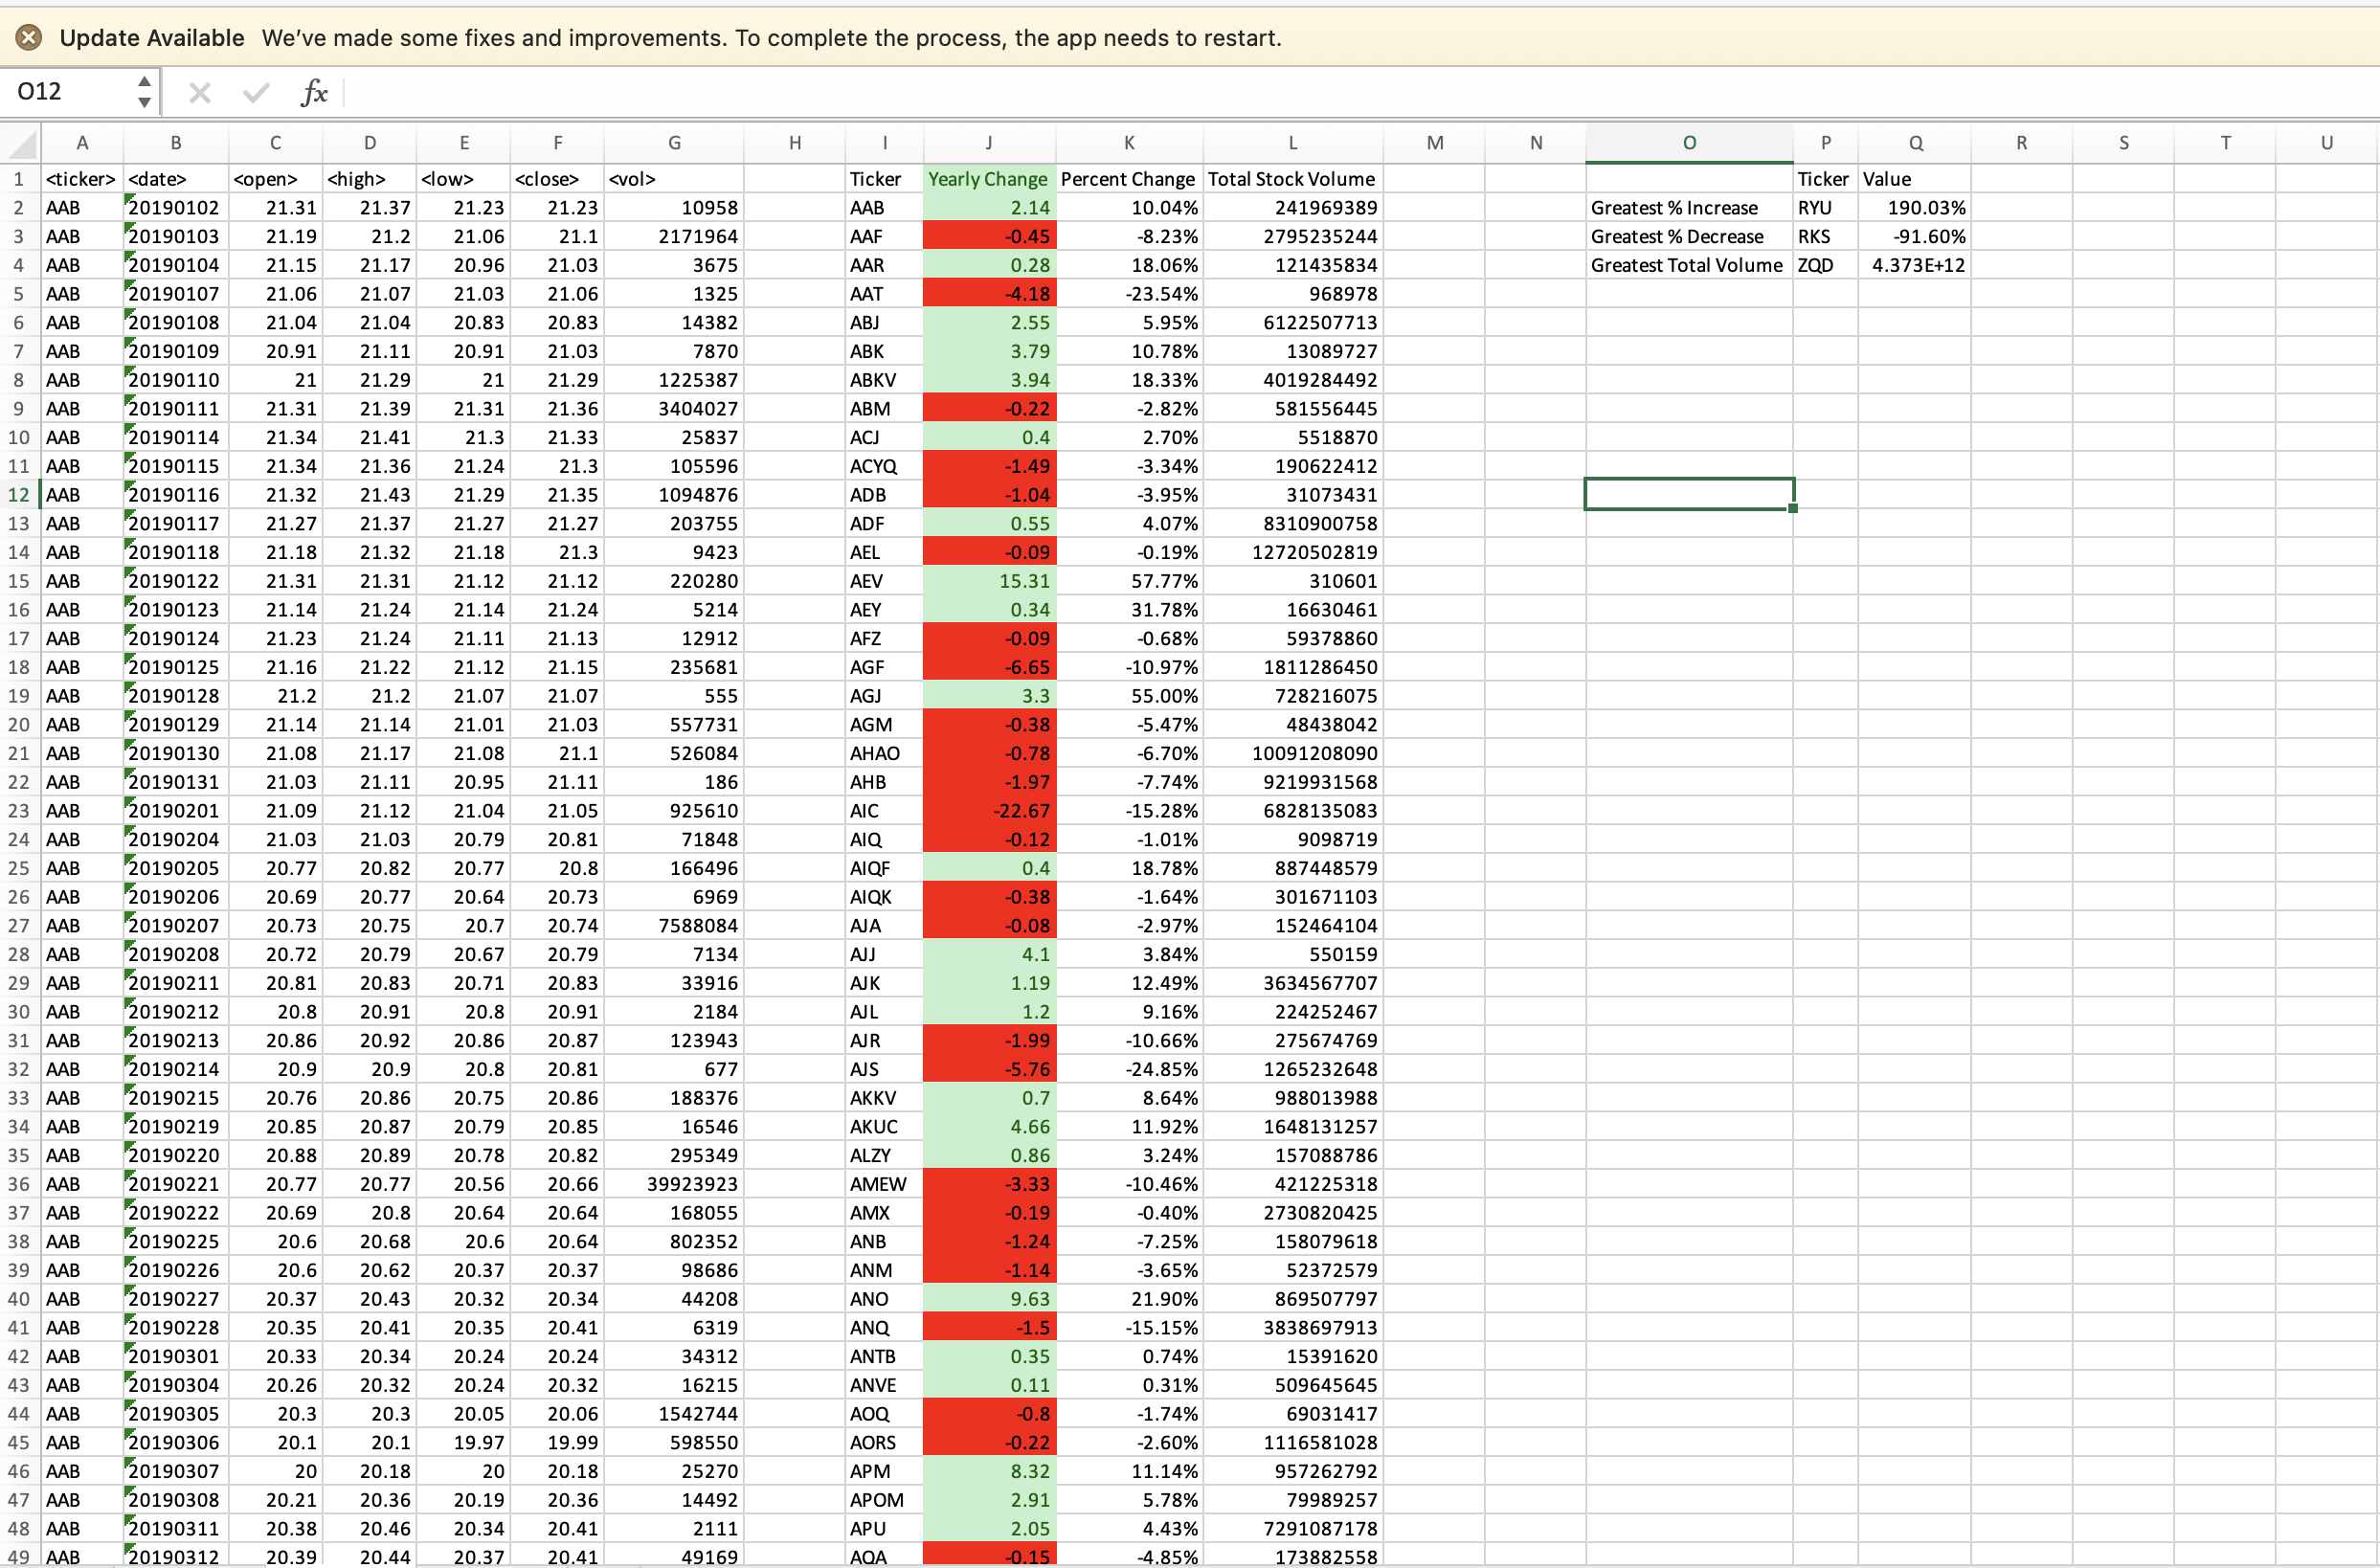 Update Available We've made some fixes and improvements. To complete the process, the app needs to restart.
O12 fx
A B C D E F G H I J K L M N O P Q R S T U
1 <ticker> <date> <open> <high> <low> <close> <vol> Ticker Yearly Change Percent Change Total Stock Volume Ticker Value
2 AAB 20190102 21.31 21.37 21.23 21.23 10958 AAB 2.14 10.04% 241969389 Greatest % Increase RYU 190.03%
3 AAB 20190103 21.19 21.2 21.06 21.1 2171964 AAF -0.45 -8.23% 2795235244 Greatest % Decrease RKS -91.60%
4 AAB 20190104 21.15 21.17 20.96 21.03 3675 AAR 0.28 18.06% 121435834 Greatest Total Volume ZQD 4.373E+12
5 AAB 20190107 21.06 21.07 21.03 21.06 1325 AAT -4.18 -23.54% 968978
6 AAB 20190108 21.04 21.04 20.83 20.83 14382 ABJ 2.55 5.95% 6122507713
7 AAB 20190109 20.91 21.11 20.91 21.03 7870 ABK 3.79 10.78% 13089727
8 AAB 20190110 21 21.29 21 21.29 1225387 ABKV 3.94 18.33% 4019284492
9 AAB 20190111 21.31 21.39 21.31 21.36 3404027 ABM -0.22 -2.82% 581556445
10 AAB 20190114 21.34 21.41 21.3 21.33 25837 ACJ 0.4 2.70% 5518870
11 AAB 20190115 21.34 21.36 21.24 21.3 105596 ACYQ -1.49 -3.34% 190622412
12 AAB 20190116 21.32 21.43 21.29 21.35 1094876 ADB -1.04 -3.95% 31073431
13 AAB 20190117 21.27 21.37 21.27 21.27 203755 ADF 0.55 4.07% 8310900758
14 AAB 20190118 21.18 21.32 21.18 21.3 9423 AEL -0.09 -0.19% 12720502819
15 AAB 20190122 21.31 21.31 21.12 21.12 220280 AEV 15.31 57.77% 310601
16 AAB 20190123 21.14 21.24 21.14 21.24 5214 AEY 0.34 31.78% 16630461
17 AAB 20190124 21.23 21.24 21.11 21.13 12912 AFZ -0.09 -0.68% 59378860
18 AAB 20190125 21.16 21.22 21.12 21.15 235681 AGF -6.65 -10.97% 1811286450
19 AAB 20190128 21.2 21.2 21.07 21.07 555 AGJ 3.3 55.00% 728216075
20 AAB 20190129 21.14 21.14 21.01 21.03 557731 AGM -0.38 -5.47% 48438042
21 AAB 20190130 21.08 21.17 21.08 21.1 526084 AHAO -0.78 -6.70% 10091208090
22 AAB 20190131 21.03 21.11 20.95 21.11 186 AHB -1.97 -7.74% 9219931568
23 AAB 20190201 21.09 21.12 21.04 21.05 925610 AIC -22.67 -15.28% 6828135083
24 AAB 20190204 21.03 21.03 20.79 20.81 71848 AIQ -0.12 -1.01% 9098719
25 AAB 20190205 20.77 20.82 20.77 20.8 166496 AIQF 0.4 18.78% 887448579
26 AAB 20190206 20.69 20.77 20.64 20.73 6969 AIQK -0.38 -1.64% 301671103
27 AAB 20190207 20.73 20.75 20.7 20.74 7588084 AJA -0.08 -2.97% 152464104
28 AAB 20190208 20.72 20.79 20.67 20.79 7134 AJJ 4.1 3.84% 550159
29 AAB 20190211 20.81 20.83 20.71 20.83 33916 AJK 1.19 12.49% 3634567707
30 AAB 20190212 20.8 20.91 20.8 20.91 2184 AJL 1.2 9.16% 224252467
31 AAB 20190213 20.86 20.92 20.86 20.87 123943 AJR -1.99 -10.66% 275674769
32 AAB 20190214 20.9 20.9 20.8 20.81 677 AJS -5.76 -24.85% 1265232648
33 AAB 20190215 20.76 20.86 20.75 20.86 188376 AKKV 0.7 8.64% 988013988
34 AAB 20190219 20.85 20.87 20.79 20.85 16546 AKUC 4.66 11.92% 1648131257
35 AAB 20190220 20.88 20.89 20.78 20.82 295349 ALZY 0.86 3.24% 157088786
36 AAB 20190221 20.77 20.77 20.56 20.66 39923923 AMEW -3.33 -10.46% 421225318
37 AAB 20190222 20.69 20.8 20.64 20.64 168055 AMX -0.19 -0.40% 2730820425
38 AAB 20190225 20.6 20.68 20.6 20.64 802352 ANB -1.24 -7.25% 158079618
39 AAB 20190226 20.6 20.62 20.37 20.37 98686 ANM -1.14 -3.65% 52372579
40 AAB 20190227 20.37 20.43 20.32 20.34 44208 ANO 9.63 21.90% 869507797
41 AAB 20190228 20.35 20.41 20.35 20.41 6319 ANQ -1.5 -15.15% 3838697913
42 AAB 20190301 20.33 20.34 20.24 20.24 34312 ANTB 0.35 0.74% 15391620
43 AAB 20190304 20.26 20.32 20.24 20.32 16215 ANVE 0.11 0.31% 509645645
44 AAB 20190305 20.3 20.3 20.05 20.06 1542744 AOQ -0.8 -1.74% 69031417
45 AAB 20190306 20.1 20.1 19.97 19.99 598550 AORS -0.22 -2.60% 1116581028
46 AAB 20190307 20 20.18 20 20.18 25270 APM 8.32 11.14% 957262792
47 AAB 20190308 20.21 20.36 20.19 20.36 14492 APOM 2.91 5.78% 79989257
48 AAB 20190311 20.38 20.46 20.34 20.41 2111 APU 2.05 4.43% 7291087178
49 AAB 20190312 20.39 20.44 20.37 20.41 49169 AQA -0.15 -4.85% 173882558